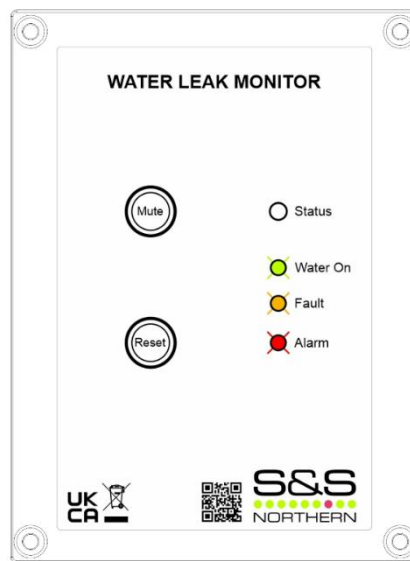 WATER LEAK MONITOR
Mute
Status
Water On
Fault
Reset
Alarm
UK
CA
S&S
NORTHERN